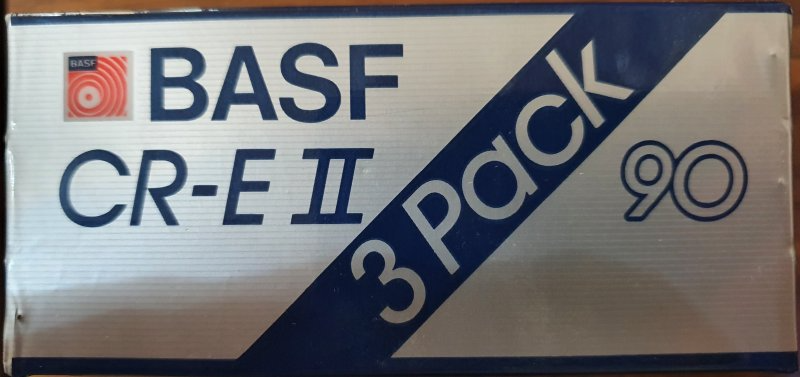 BASF
BASF
CR-E II
3 Pack
90